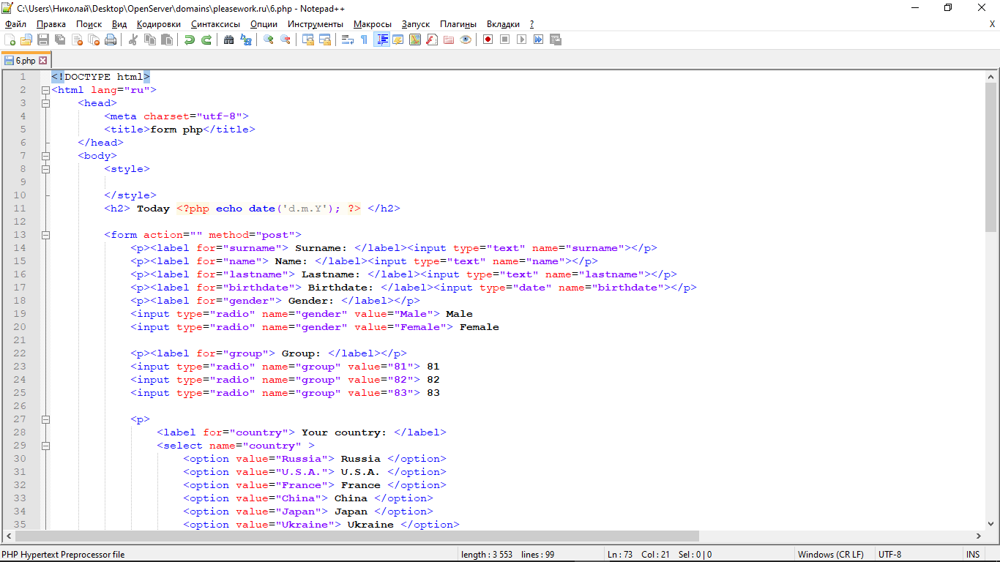 C:\Users\Николай\Desktop\OpenServer\domains\pleasework.ru\6.php - Notepad++
Файл Правка Поиск Вид Кодировки Синтаксисы Опции Инструменты Макросы Запуск Плагины Вкладки ? X
6.php
1 <!DOCTYPE html>
2 <html lang="ru">
3 <head>
4 <meta charset="utf-8">
5 <title>form php</title>
6 </head>
7 <body>
8 <style>
9
10 </style>
11 <h2> Today <?php echo date('d.m.Y'); ?> </h2>
12
13 <form action="" method="post">
14 <p><label for="surname"> Surname: </label><input type="text" name="surname"></p>
15 <p><label for="name"> Name: </label><input type="text" name="name"></p>
16 <p><label for="lastname"> Lastname: </label><input type="text" name="lastname"></p>
17 <p><label for="birthdate"> Birthdate: </label><input type="date" name="birthdate"></p>
18 <p><label for="gender"> Gender: </label></p>
19 <input type="radio" name="gender" value="Male"> Male
20 <input type="radio" name="gender" value="Female"> Female
21
22 <p><label for="group"> Group: </label></p>
23 <input type="radio" name="group" value="81"> 81
24 <input type="radio" name="group" value="82"> 82
25 <input type="radio" name="group" value="83"> 83
26
27 <p>
28 <label for="country"> Your country: </label>
29 <select name="country" >
30 <option value="Russia"> Russia </option>
31 <option value="U.S.A."> U.S.A. </option>
32 <option value="France"> France </option>
33 <option value="China"> China </option>
34 <option value="Japan"> Japan </option>
35 <option value="Ukraine"> Ukraine </option>
PHP Hypertext Preprocessor file length : 3 553 lines : 99 Ln : 73 Col : 21 Sel : 0 | 0 Windows (CR LF) UTF-8 INS